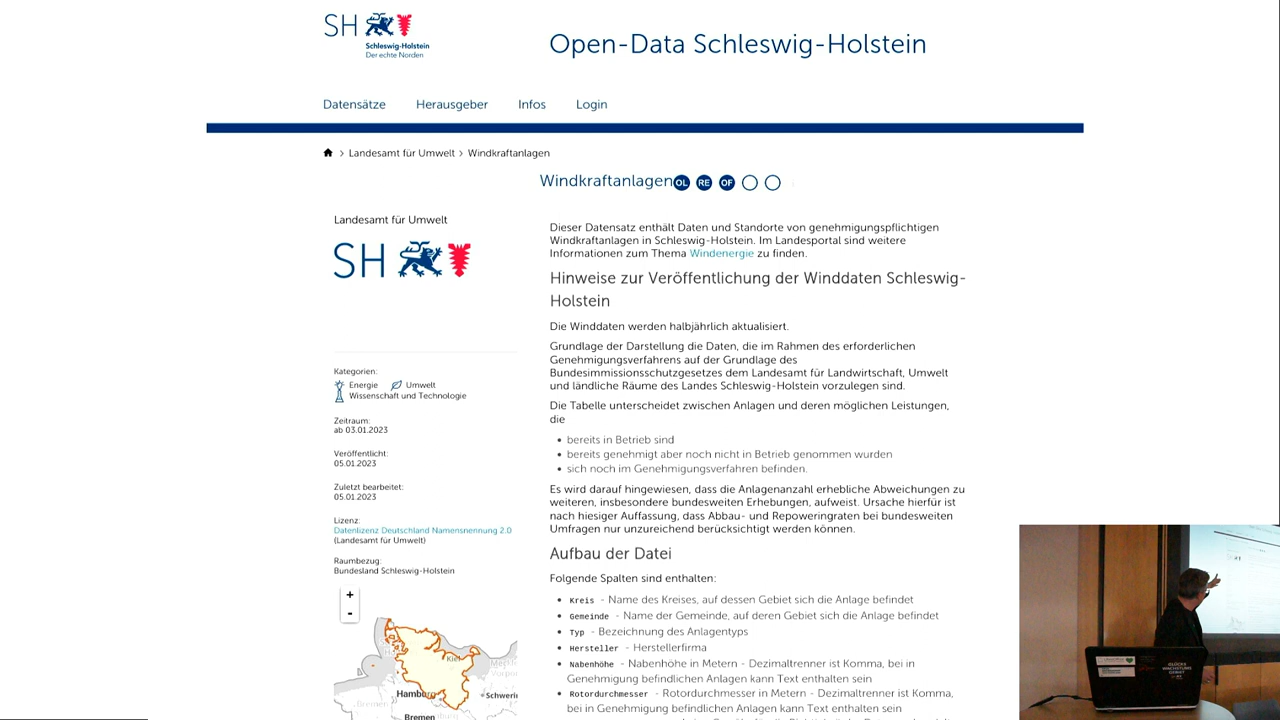 SH
Schleswig-Holstein
Der echte Norden
Open-Data Schleswig-Holstein
Datensätze Herausgeber Infos Login
Landesamt für Umwelt > Windkraftanlagen
Windkraftanlagen OL RE OF
Landesamt für Umwelt
SH
Kategorien:
Energie Umwelt
Wissenschaft und Technologie
Zeitraum:
ab 03.01.2023
Veröffentlicht:
05.01.2023
Zuletzt bearbeitet:
05.01.2023
Lizenz:
Datenlizenz Deutschland Namensnennung 2.0
(Landesamt für Umwelt)
Raumbezug:
Bundesland Schleswig-Holstein
+
-
Kiel
Hamburg
Schwerin
Bremen
Bremen
Dieser Datensatz enthält Daten und Standorte von genehmigungspflichtigen
Windkraftanlagen in Schleswig-Holstein. Im Landesportal sind weitere
Informationen zum Thema Windenergie zu finden.
Hinweise zur Veröffentlichung der Winddaten Schleswig-
Holstein
Die Winddaten werden halbjährlich aktualisiert.
Grundlage der Darstellung die Daten, die im Rahmen des erforderlichen
Genehmigungsverfahrens auf der Grundlage des
Bundesimmissionsschutzgesetzes dem Landesamt für Landwirtschaft, Umwelt
und ländliche Räume des Landes Schleswig-Holstein vorzulegen sind.
Die Tabelle unterscheidet zwischen Anlagen und deren möglichen Leistungen,
die
• bereits in Betrieb sind
• bereits genehmigt aber noch nicht in Betrieb genommen wurden
• sich noch im Genehmigungsverfahren befinden.
Es wird darauf hingewiesen, dass die Anlagenanzahl erhebliche Abweichungen zu
weiteren, insbesondere bundesweiten Erhebungen, aufweist. Ursache hierfür ist
nach hiesiger Auffassung, dass Abbau- und Repoweringraten bei bundesweiten
Umfragen nur unzureichend berücksichtigt werden können.
Aufbau der Datei
Folgende Spalten sind enthalten:
• Kreis - Name des Kreises, auf dessen Gebiet sich die Anlage befindet
• Gemeinde - Name der Gemeinde, auf deren Gebiet sich die Anlage befindet
• Typ - Bezeichnung des Anlagentyps
• Hersteller - Herstellerfirma
• Nabenhöhe - Nabenhöhe in Metern - Dezimaltrenner ist Komma, bei in
Genehmigung befindlichen Anlagen kann Text enthalten sein
• Rotordurchmesser - Rotordurchmesser in Metern - Dezimaltrenner ist Komma,
bei in Genehmigung befindlichen Anlagen kann Text enthalten sein